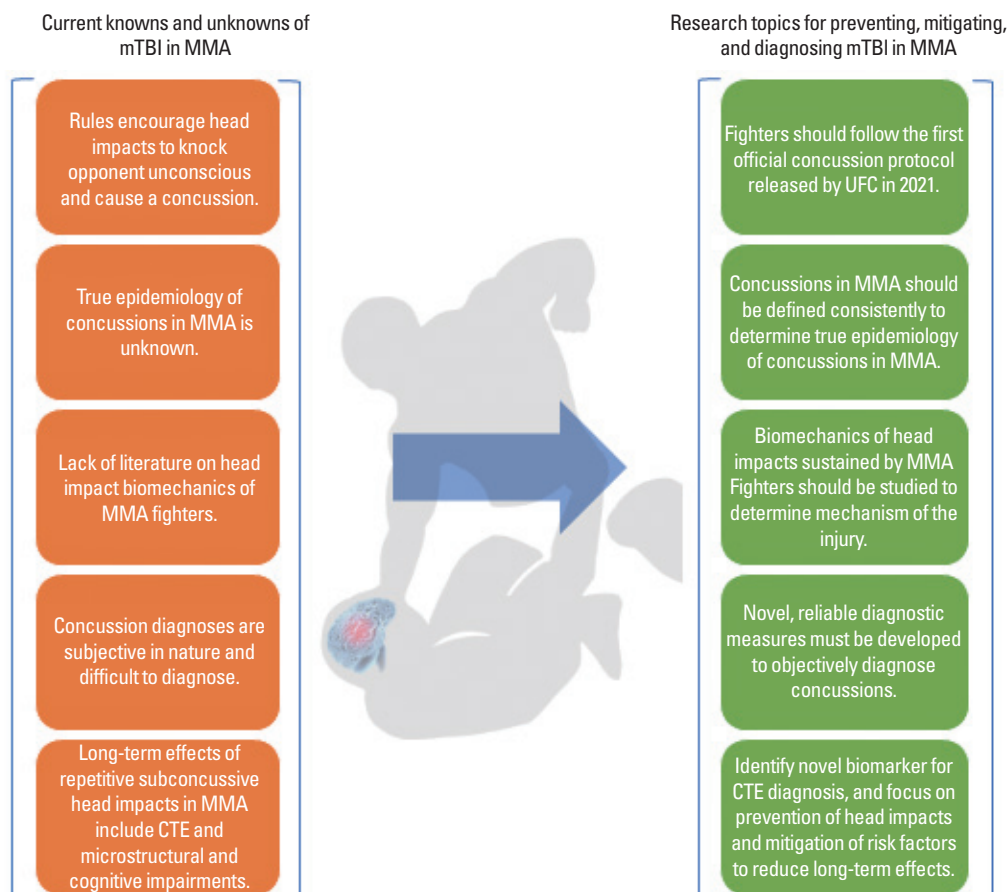 Current knowns and unknowns of
mTBI in MMA
Rules encourage head
impacts to knock
opponent unconscious
and cause a concussion.
True epidemiology of
concussions in MMA is
unknown.
Lack of literature on head
impact biomechanics of
MMA fighters.
Concussion diagnoses are
subjective in nature and
difficult to diagnose.
Long-term effects of
repetitive subconcussive
head impacts in MMA
include CTE and
microstructural and
cognitive impairments.
Research topics for preventing, mitigating,
and diagnosing mTBI in MMA
Fighters should follow the first
official concussion protocol
released by UFC in 2021.
Concussions in MMA should
be defined consistently to
determine true epidemiology
of concussions in MMA.
Biomechanics of head
impacts sustained by MMA
Fighters should be studied to
determine mechanism of the
injury.
Novel, reliable diagnostic
measures must be developed
to objectively diagnose
concussions.
Identify novel biomarker for
CTE diagnosis, and focus on
prevention of head impacts
and mitigation of risk factors
to reduce long-term effects.